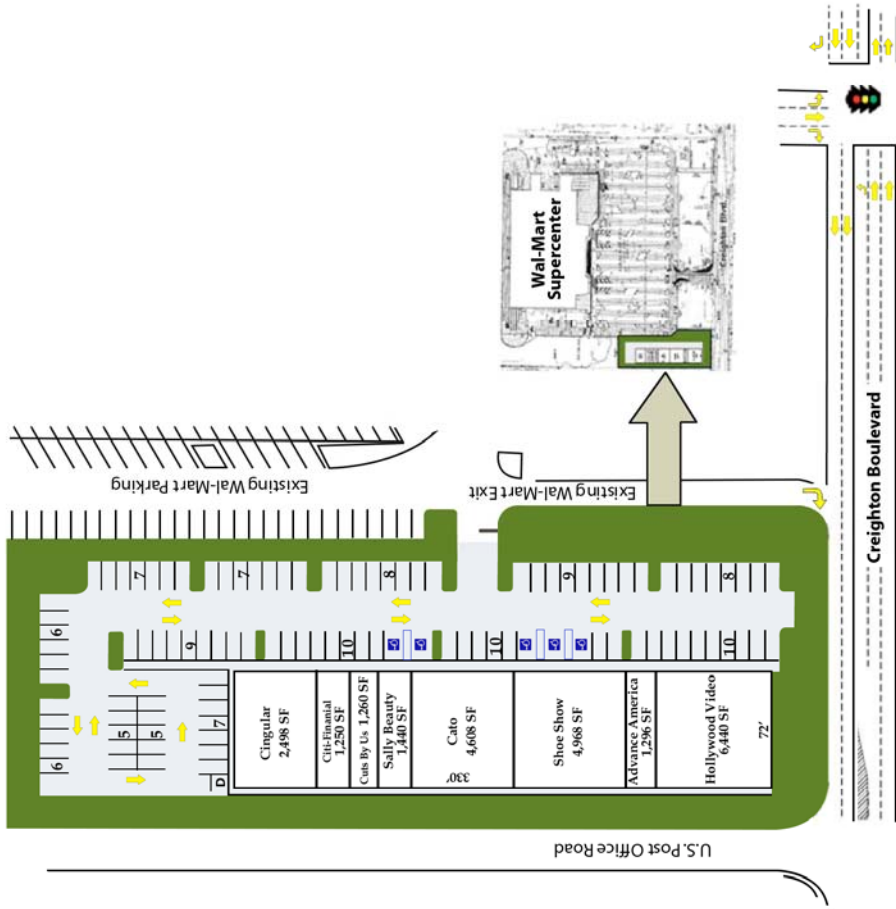 Wal-Mart
Supercenter
Creighton Blvd.
Existing Wal-Mart Parking
Existing Wal-Mart Exit
Creighton Boulevard
U.S. Post Office Road
6
6
7
7
8
9
8
9
10
10
10
5
5
7
D
Cingular
2,498 SF
Citi-Finanial
1,250 SF
Cuts By Us 1,260 SF
Sally Beauty
1,440 SF
Cato
4,608 SF
330'
Shoe Show
4,968 SF
Advance America
1,296 SF
Hollywood Video
6,440 SF
72'